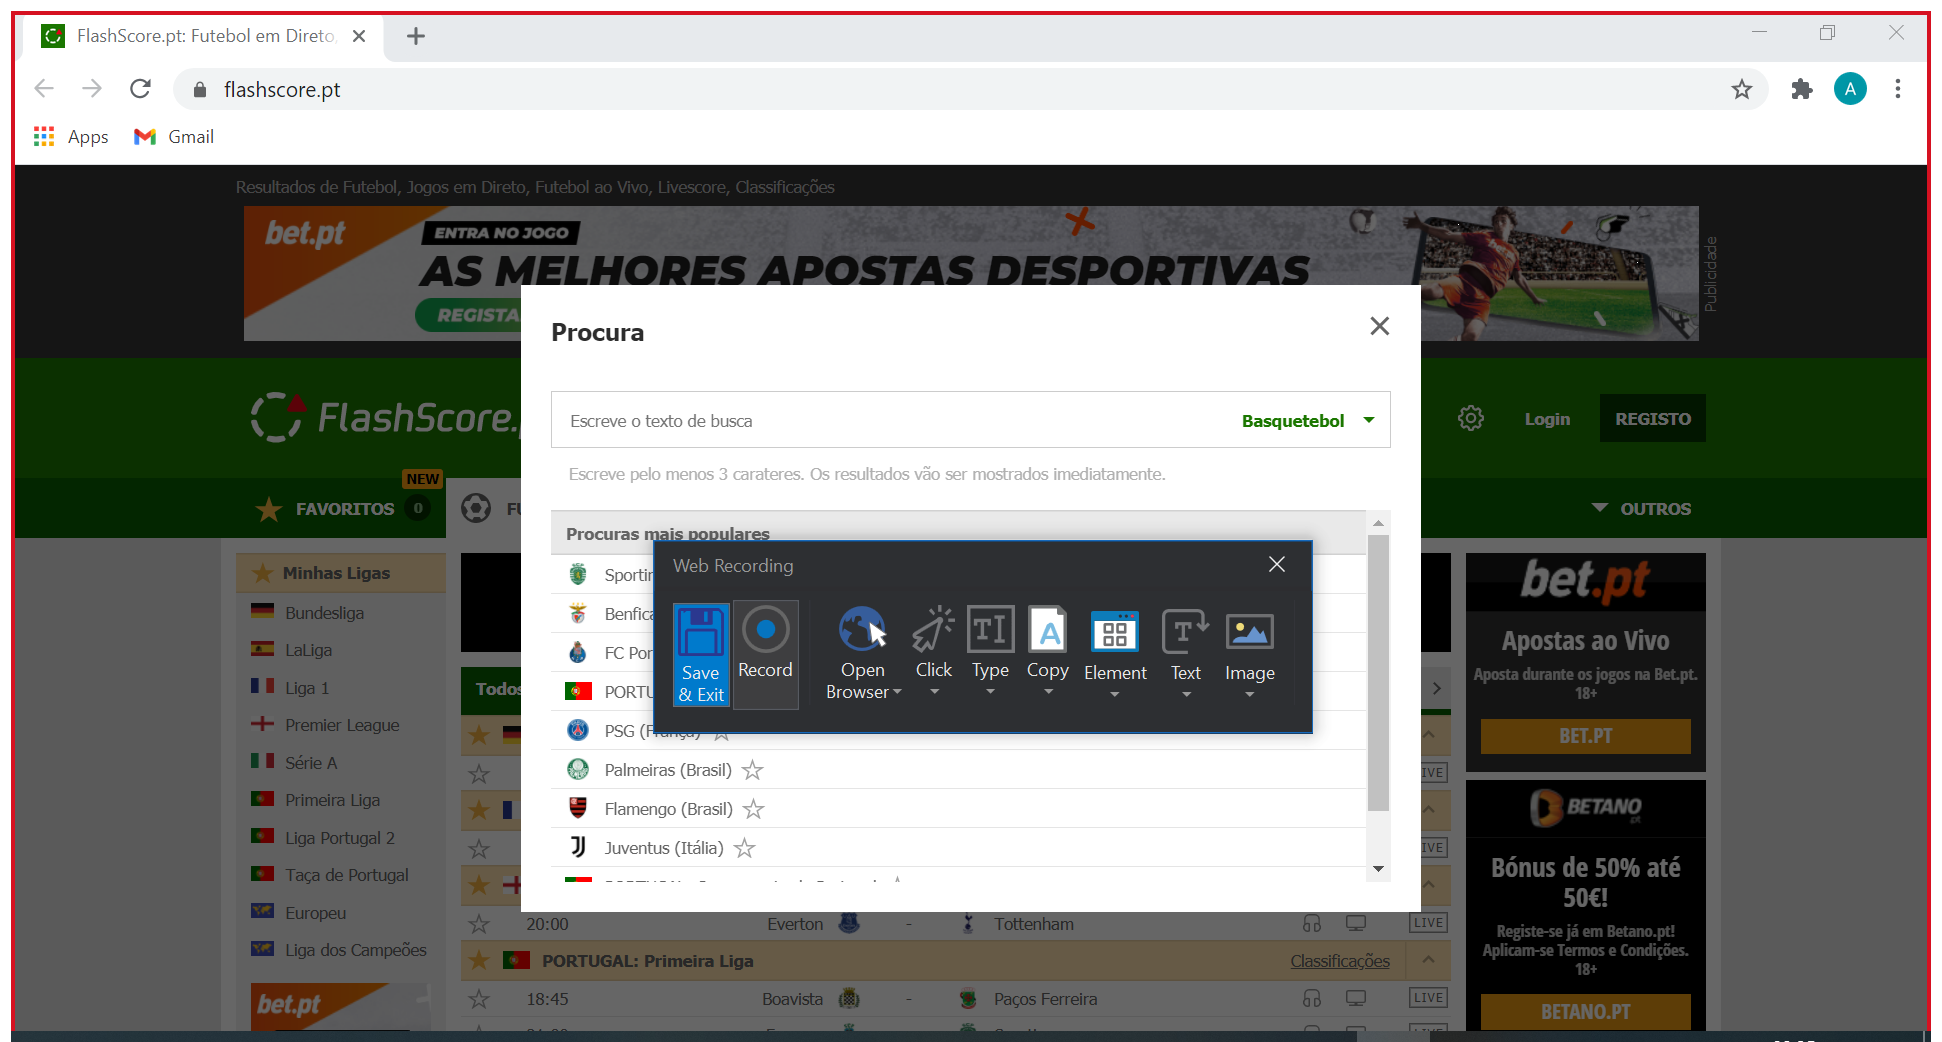 FlashScore.pt: Futebol em Direto,
flashscore.pt
A
Apps
Gmail
Resultados de Futebol, Jogos em Direto, Futebol ao Vivo, Livescore, Classificações
bet.pt
ENTRA NO JOGO
AS MELHORES APOSTAS DESPORTIVAS
REGISTA
Publicidade
Procura
Escreve o texto de busca
Basquetebol
Escreve pelo menos 3 carateres. Os resultados vão ser mostrados imediatamente.
Procuras mais populares
FlashScore.
Login
REGISTO
NEW
FAVORITOS 0
OUTROS
Minhas Ligas
Bundesliga
LaLiga
Ligue 1
Premier League
Série A
Primeira Liga
Liga Portugal 2
Taça de Portugal
Europeu
Liga dos Campeões
bet.pt
Todos
Sportin
Benfica
FC Por
PORTU
PSG (França)
Palmeiras (Brasil)
Flamengo (Brasil)
Juventus (Itália)
Web Recording
Save & Exit
Record
Open Browser
Click
Type
Copy
Element
Text
Image
20:00 Everton - Tottenham LIVE
PORTUGAL: Primeira Liga Classificações
18:45 Boavista - Paços Ferreira LIVE
bet.pt
Apostas ao Vivo
Aposta durante os jogos na Bet.pt.
18+
BET.PT
BETANO
.pt
Bónus de 50% até
50€!
Registe-se já em Betano.pt!
Aplicam-se Termos e Condições.
18+
BETANO.PT